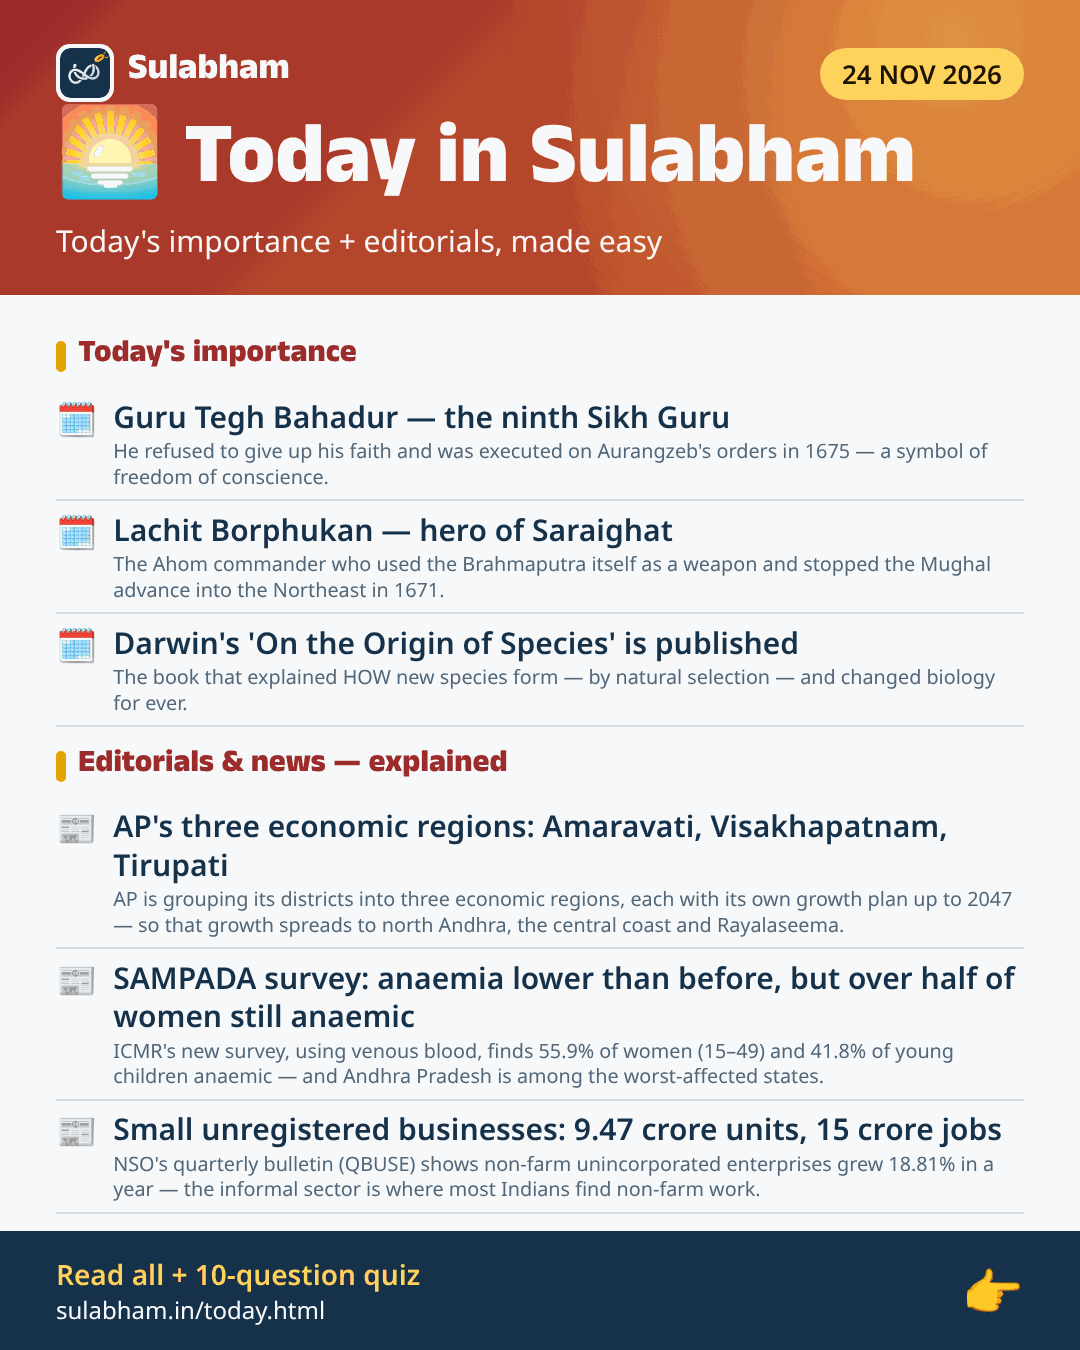 Sulabham
24 NOV 2026
Today in Sulabham
Today's importance + editorials, made easy
Today's importance
Guru Tegh Bahadur — the ninth Sikh Guru
He refused to give up his faith and was executed on Aurangzeb's orders in 1675 — a symbol of
freedom of conscience.
Lachit Borphukan — hero of Saraighat
The Ahom commander who used the Brahmaputra itself as a weapon and stopped the Mughal
advance into the Northeast in 1671.
Darwin's 'On the Origin of Species' is published
The book that explained HOW new species form — by natural selection — and changed biology
for ever.
Editorials & news — explained
AP's three economic regions: Amaravati, Visakhapatnam,
Tirupati
AP is grouping its districts into three economic regions, each with its own growth plan up to 2047
— so that growth spreads to north Andhra, the central coast and Rayalaseema.
SAMPADA survey: anaemia lower than before, but over half of
women still anaemic
ICMR's new survey, using venous blood, finds 55.9% of women (15–49) and 41.8% of young
children anaemic — and Andhra Pradesh is among the worst-affected states.
Small unregistered businesses: 9.47 crore units, 15 crore jobs
NSO's quarterly bulletin (QBUSE) shows non-farm unincorporated enterprises grew 18.81% in a
year — the informal sector is where most Indians find non-farm work.
Read all + 10-question quiz
sulabham.in/today.html